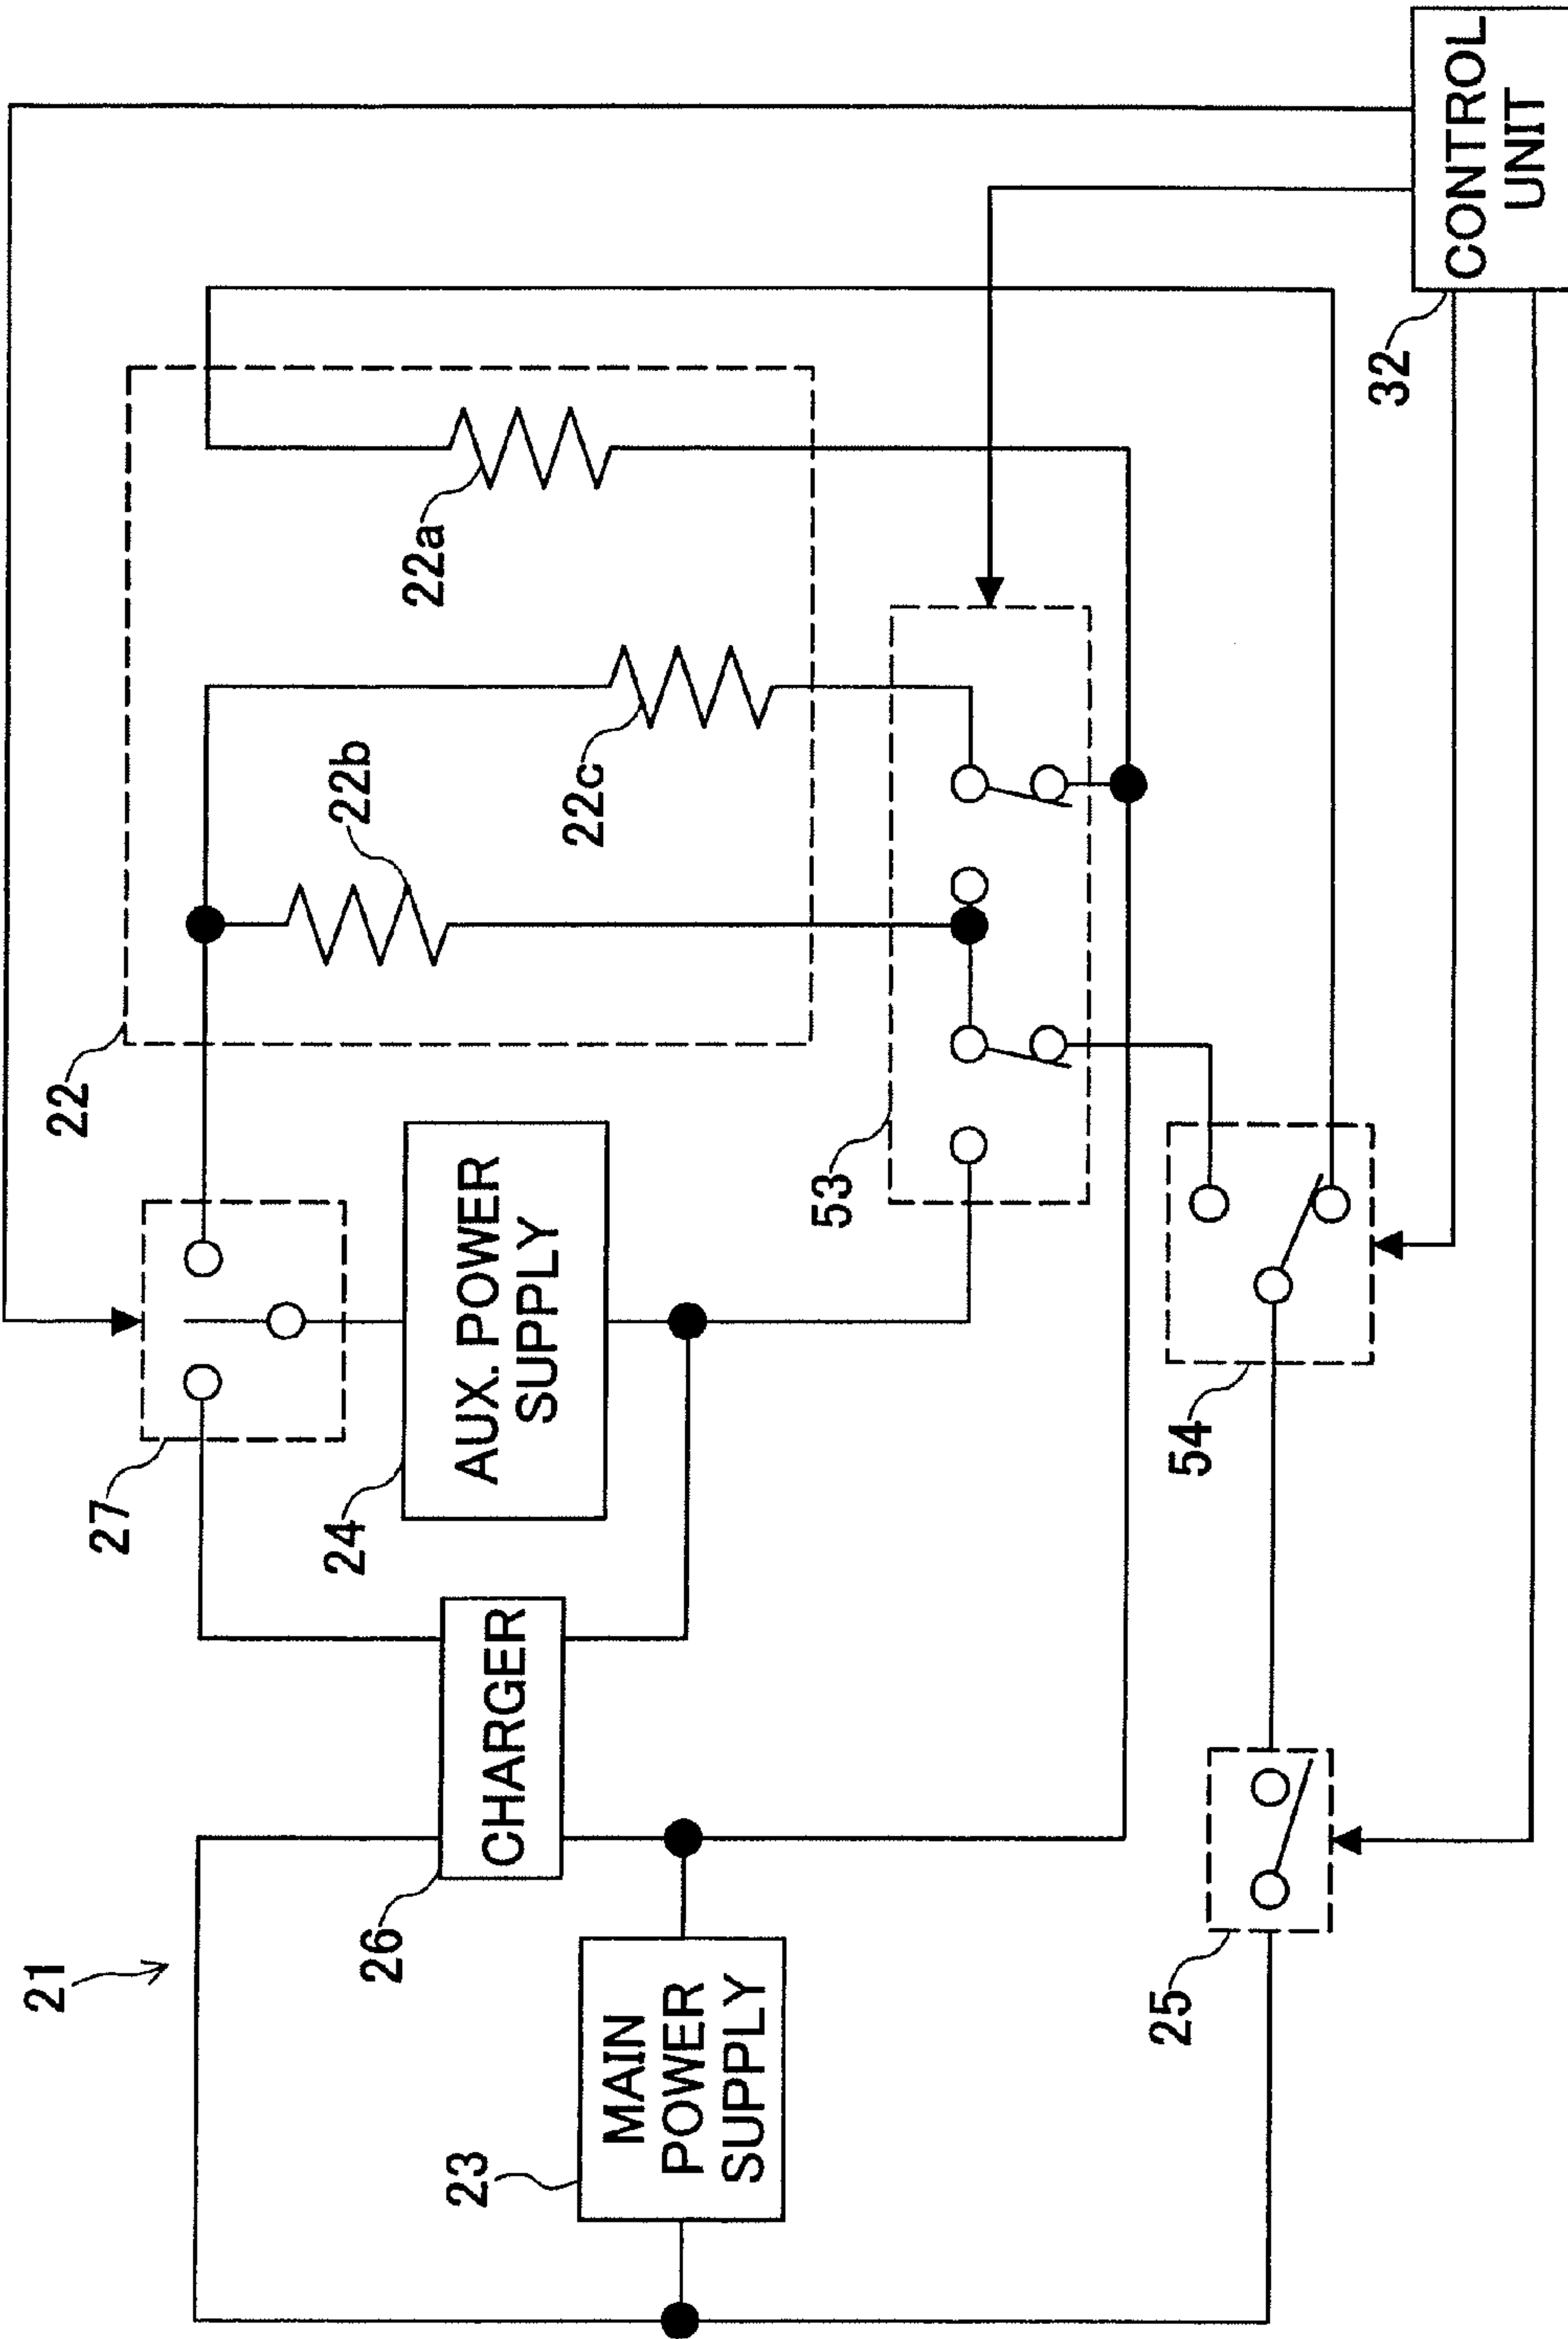 21
22
22a
22b
22c
27
24
AUX. POWER
SUPPLY
26
CHARGER
23
MAIN
POWER
SUPPLY
53
54
25
32
CONTROL
UNIT